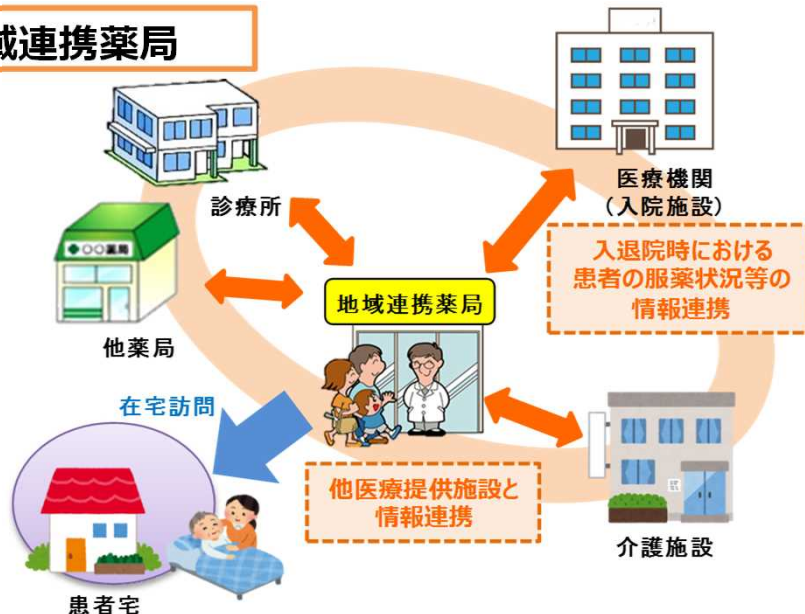 域連携薬局
診療所
医療機関
（入院施設）
入退院時における
患者の服薬状況等の
情報連携
〇〇薬局
他薬局
地域連携薬局
在宅訪問
他医療提供施設と
情報連携
介護施設
患者宅